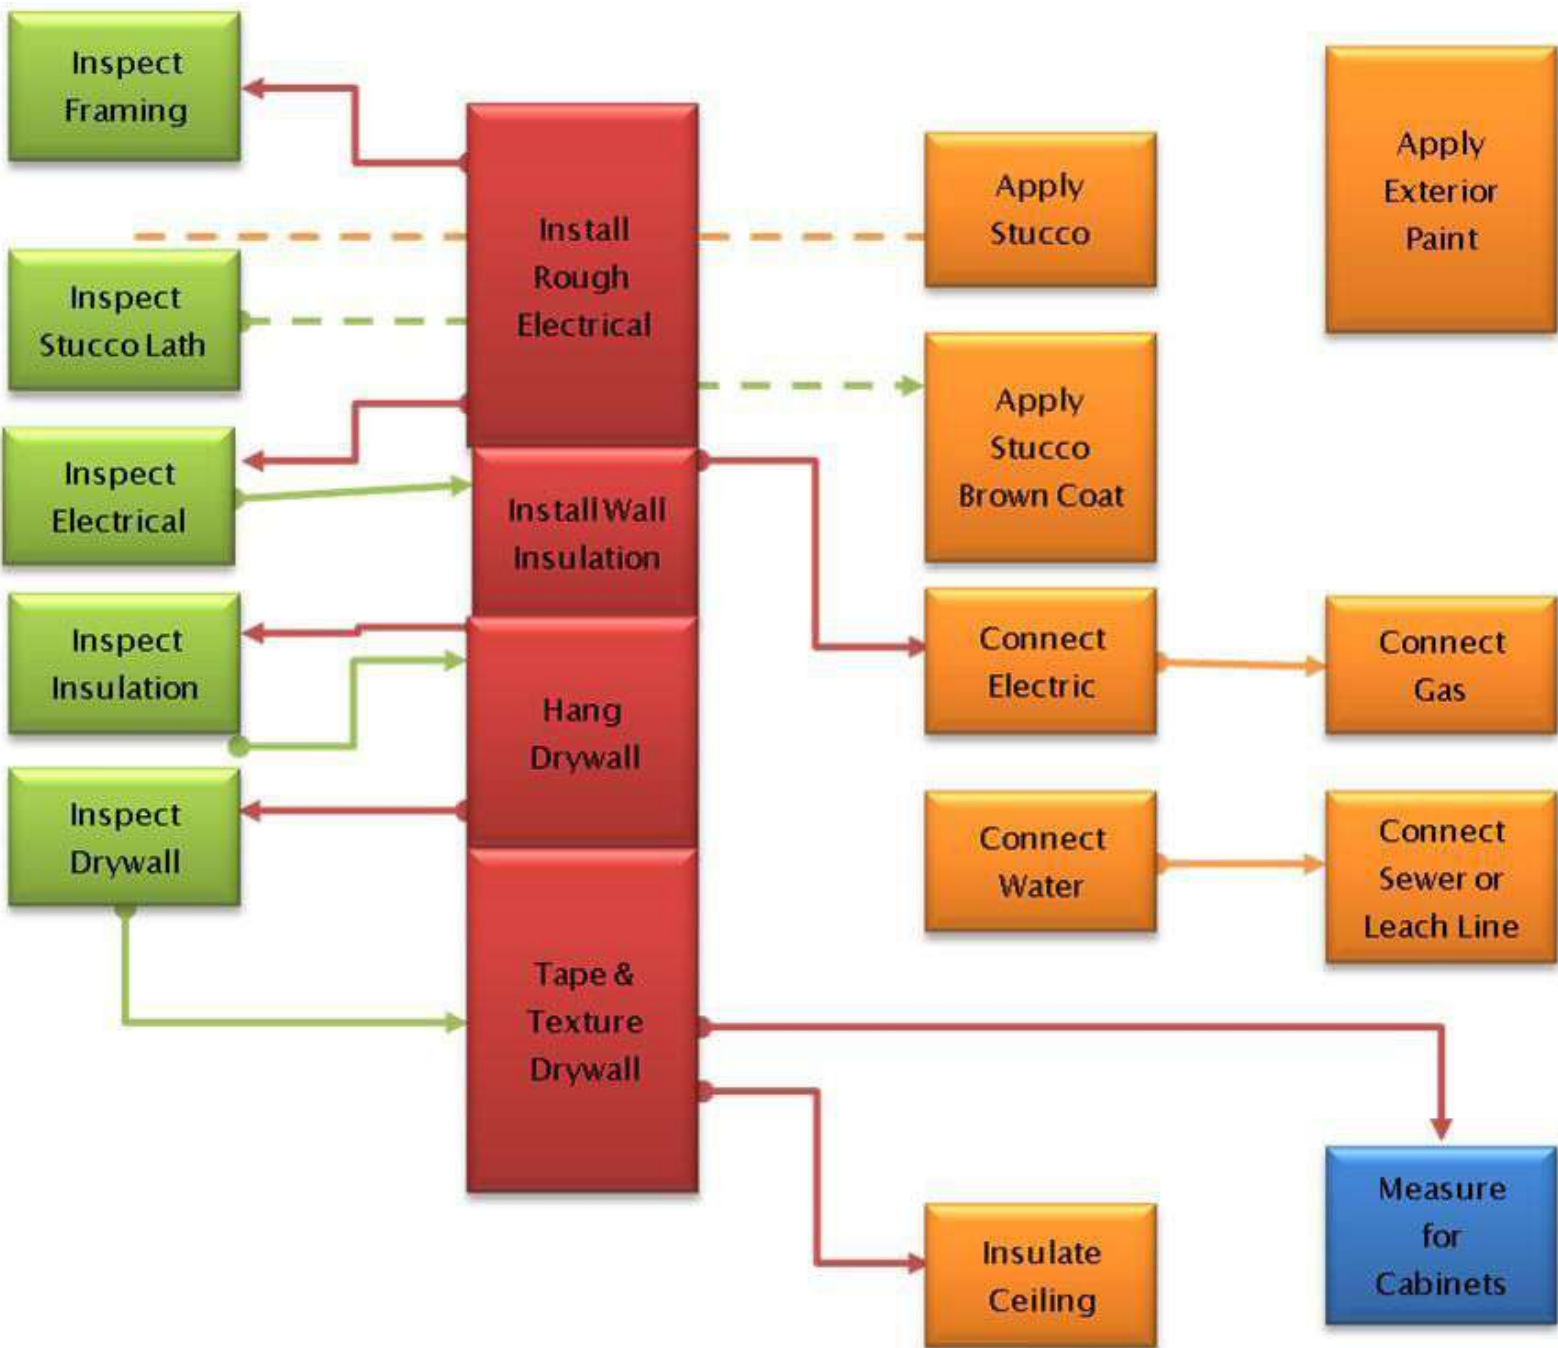 Inspect
Framing
Inspect
Stucco Lath
Inspect
Electrical
Inspect
Insulation
Inspect
Drywall
Install
Rough
Electrical
Install Wall
Insulation
Hang
Drywall
Tape &
Texture
Drywall
Apply
Stucco
Apply
Stucco
Brown Coat
Connect
Electric
Connect
Water
Insulate
Ceiling
Apply
Exterior
Paint
Connect
Gas
Connect
Sewer or
Leach Line
Measure
for
Cabinets